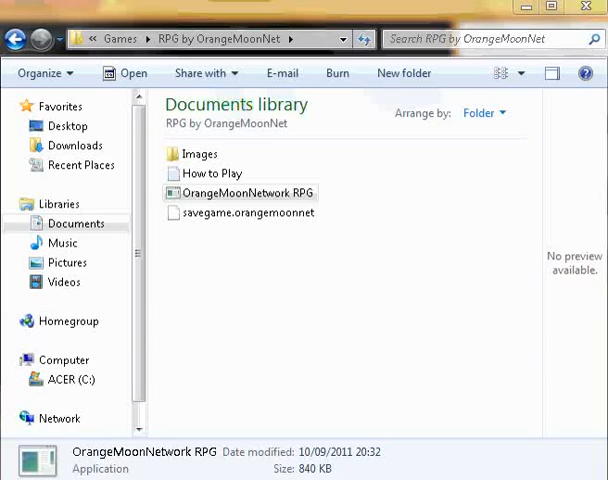 « Games ▸ RPG by OrangeMoonNet ▸
Search RPG by OrangeMoonNet
Organize Open Share with E-mail Burn New folder
Favorites
Desktop
Downloads
Recent Places
Libraries
Documents
Music
Pictures
Videos
Homegroup
Computer
ACER (C:)
Network
Documents library
RPG by OrangeMoonNet
Arrange by: Folder
Images
How to Play
OrangeMoonNetwork RPG
savegame.orangemoonnet
No preview
available.
OrangeMoonNetwork RPG Date modified: 10/09/2011 20:32
Application Size: 840 KB